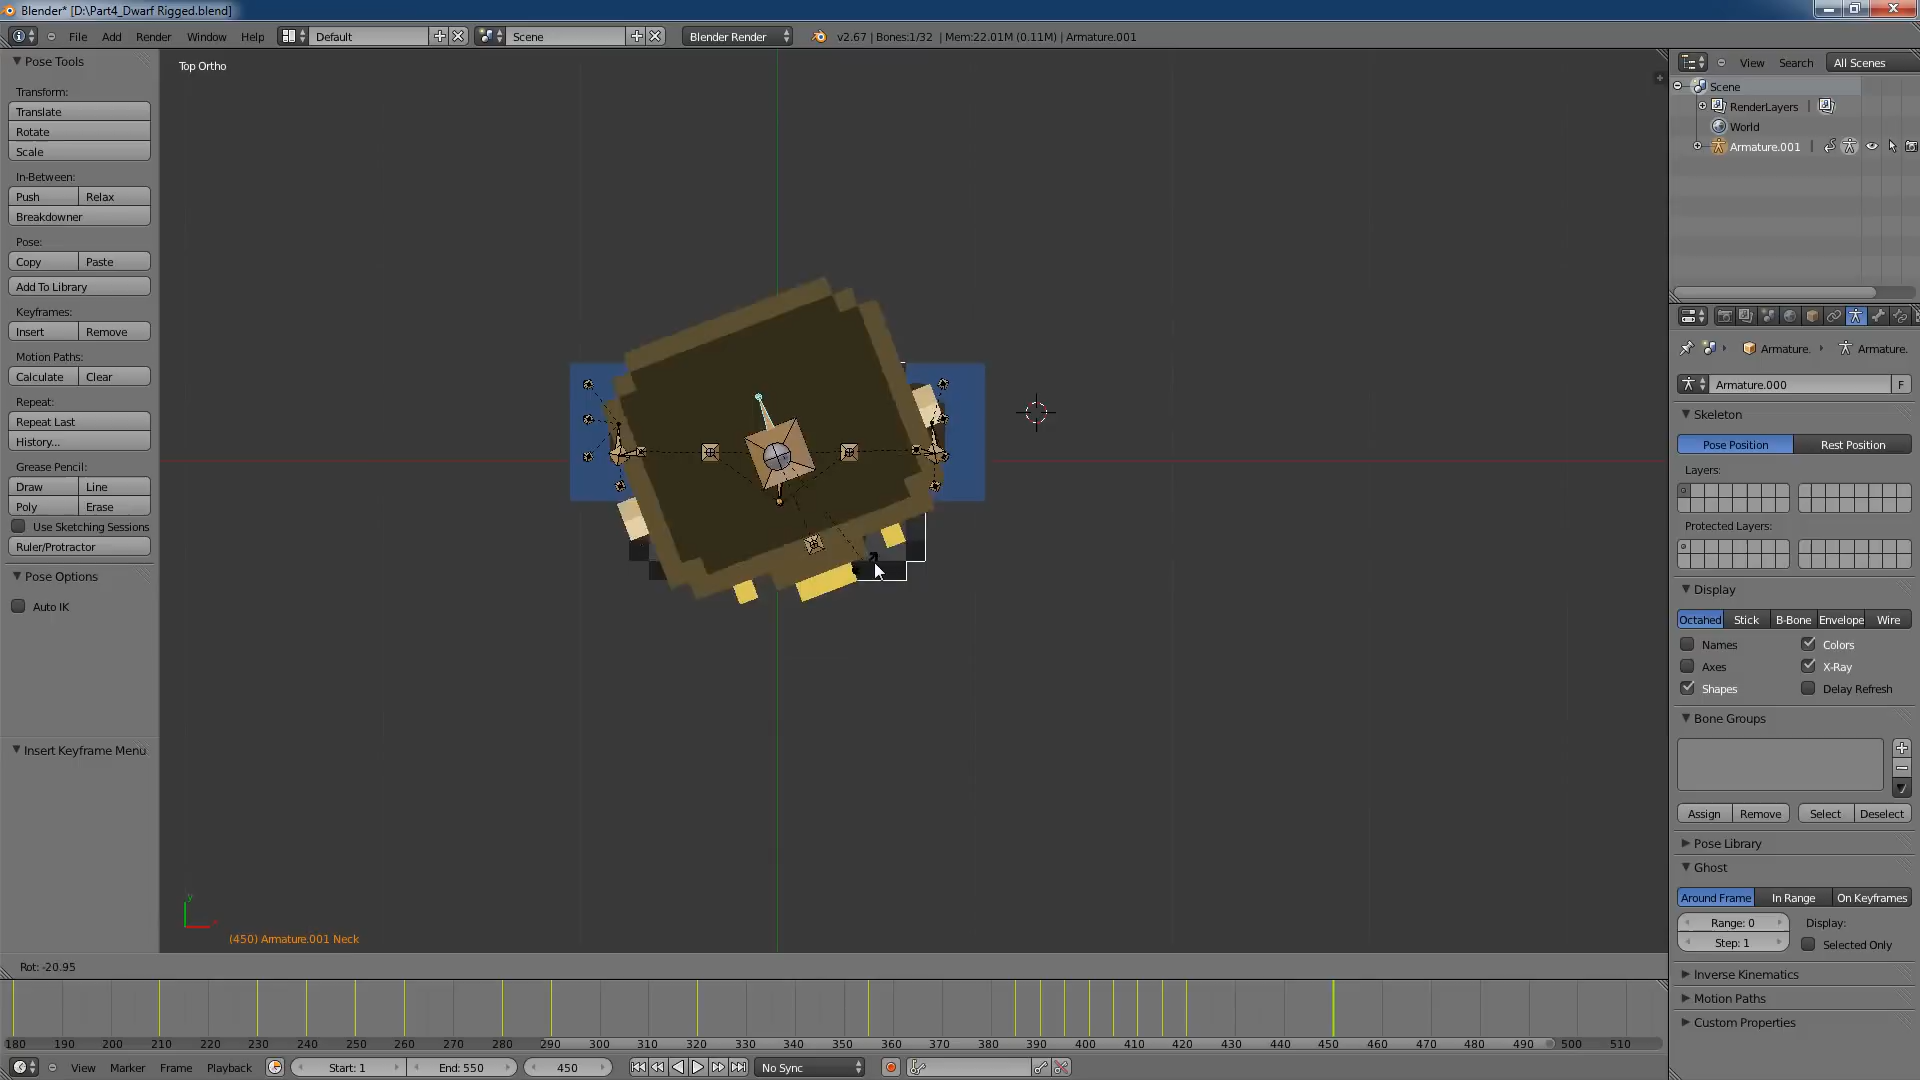 Blender* [D:\Part4_Dwarf Rigged.blend]
File Add Render Window Help Default Scene Blender Render v2.67 | Bones:1/32 | Mem:22.01M (0.11M) | Armature.001
Pose Tools
Transform:
Translate
Rotate
Scale
In-Between:
Push Relax
Breakdowner
Pose:
Copy Paste
Add To Library
Keyframes:
Insert Remove
Motion Paths:
Calculate Clear
Repeat:
Repeat Last
History...
Grease Pencil:
Draw Line
Poly Erase
Use Sketching Sessions
Ruler/Protractor
Pose Options
Auto IK
Insert Keyframe Menu
Top Ortho
y
(450) Armature.001 Neck
Rot: -20.95
View Search All Scenes
Scene
RenderLayers |
World
Armature.001 |
Armature. Armature.
Armature.000 F
Skeleton
Pose Position Rest Position
Layers:
Protected Layers:
Display
Octahed Stick B-Bone Envelope Wire
Names Colors
Axes X-Ray
Shapes Delay Refresh
Bone Groups
Assign Remove Select Deselect
Pose Library
Ghost
Around Frame In Range On Keyframes
Range: 0 Display:
Step: 1 Selected Only
Inverse Kinematics
Motion Paths
Custom Properties
180 190 200 210 220 230 240 250 260 270 280 290 300 310 320 330 340 350 360 370 380 390 400 410 420 430 440 450 460 470 480 490 500 510
View Marker Frame Playback Start: 1 End: 550 450 No Sync